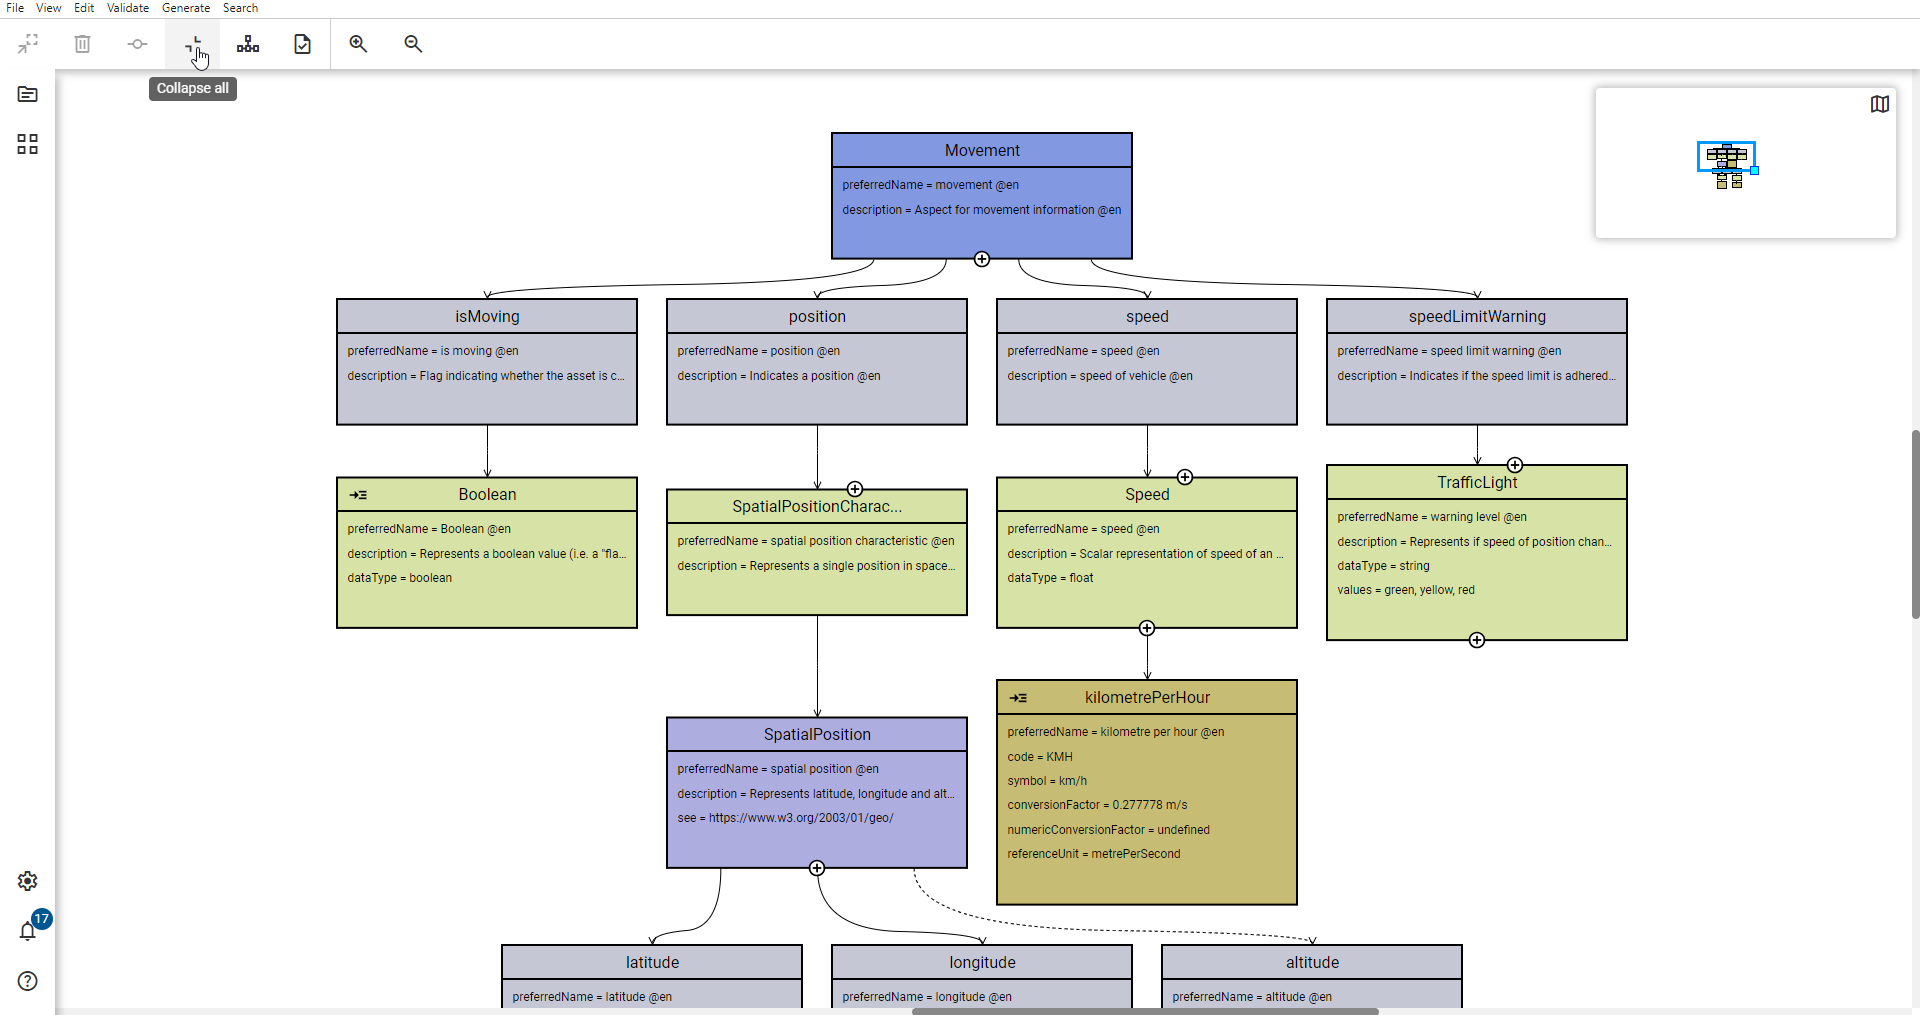 File View Edit Validate Generate Search
Collapse all
Movement
preferredName = movement @en
description = Aspect for movement information @en
isMoving
preferredName = is moving @en
description = Flag indicating whether the asset is c...
position
preferredName = position @en
description = Indicates a position @en
speed
preferredName = speed @en
description = speed of vehicle @en
speedLimitWarning
preferredName = speed limit warning @en
description = Indicates if the speed limit is adhered...
Boolean
preferredName = Boolean @en
description = Represents a boolean value (i.e. a "fla...
dataType = boolean
SpatialPositionCharac...
preferredName = spatial position characteristic @en
description = Represents a single position in space...
Speed
preferredName = speed @en
description = Scalar representation of speed of an ...
dataType = float
TrafficLight
preferredName = warning level @en
description = Represents if speed of position chan...
dataType = string
values = green, yellow, red
SpatialPosition
preferredName = spatial position @en
description = Represents latitude, longitude and alt...
see = https://www.w3.org/2003/01/geo/
kilometrePerHour
preferredName = kilometre per hour @en
code = KMH
symbol = km/h
conversionFactor = 0.277778 m/s
numericConversionFactor = undefined
referenceUnit = metrePerSecond
17
latitude
preferredName = latitude @en
longitude
preferredName = longitude @en
altitude
preferredName = altitude @en